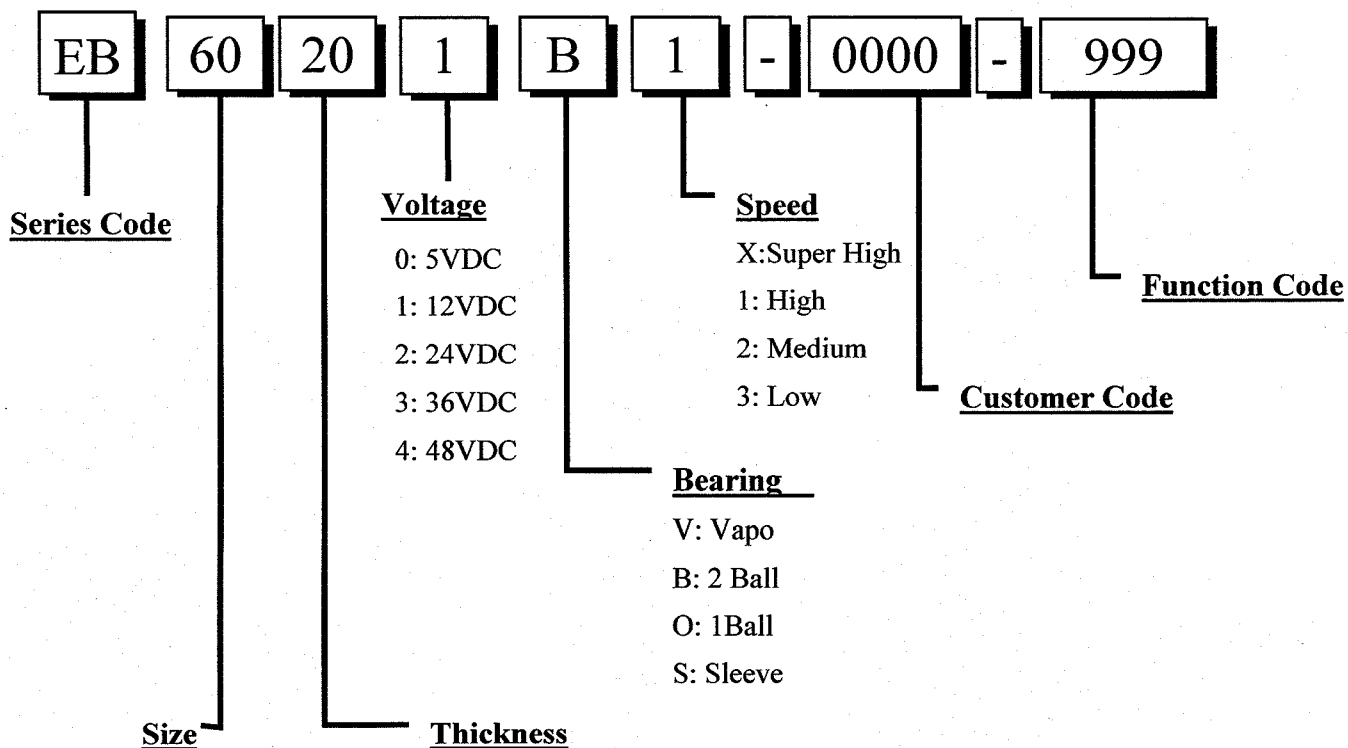 EB 60 20 1 B 1 - 0000 - 999
Series Code
Voltage
0: 5VDC
1: 12VDC
2: 24VDC
3: 36VDC
4: 48VDC
Speed
X:Super High
1: High
2: Medium
3: Low
Function Code
Customer Code
Bearing
V: Vapo
B: 2 Ball
O: 1Ball
S: Sleeve
Size
Thickness